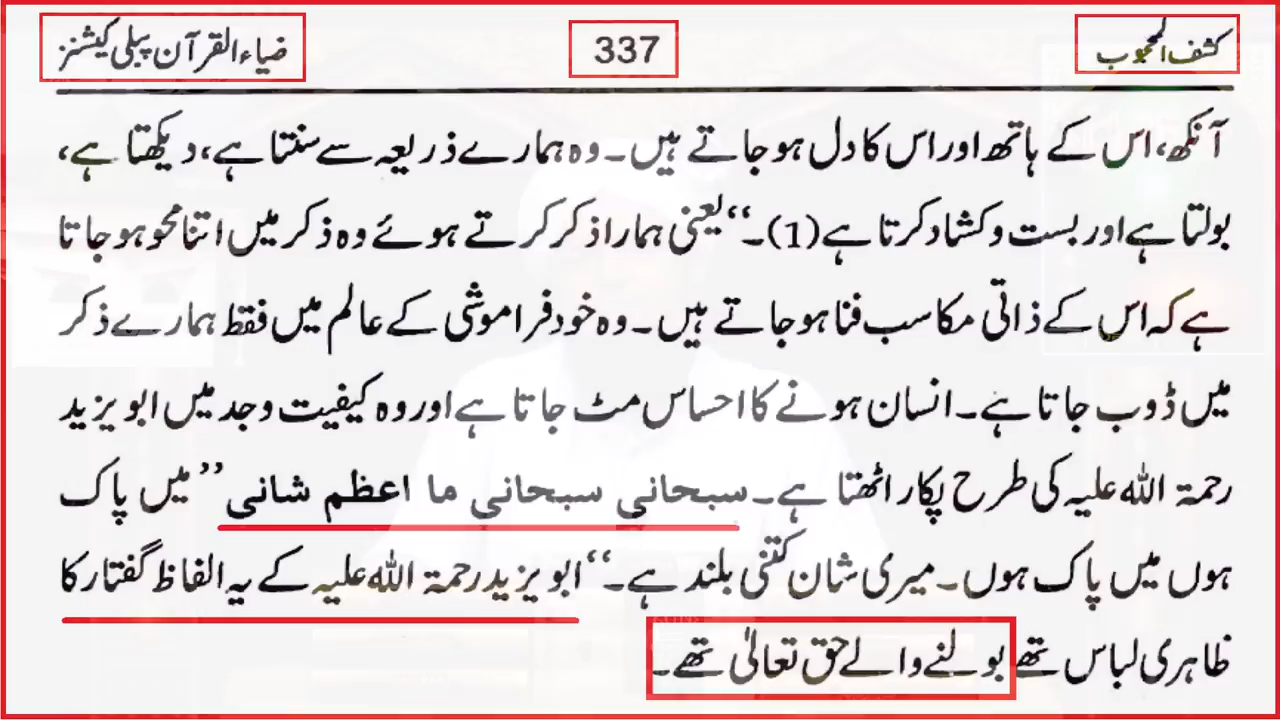 کشف المحجوب 337 ضیاء القرآن پبلی کیشنز
آنکھ، اس کے ہاتھ اور اس کا دل ہو جاتے ہیں۔ وہ ہمارے ذریعہ سے سنتا ہے، دیکھتا ہے،
بولتا ہے اور بست و کشاد کرتا ہے (1)۔“ یعنی ہمارا ذکر کرتے ہوئے وہ ذکر میں اتنا محو ہو جاتا
ہے کہ اس کے ذاتی مکاسب فنا ہو جاتے ہیں۔ وہ خود فراموشی کے عالم میں فقط ہمارے ذکر
میں ڈوب جاتا ہے۔ انسان ہونے کا احساس مٹ جاتا ہے اور وہ کیفیت وجد میں ابو یزید
رحمۃ اللہ علیہ کی طرح پکار اٹھتا ہے۔ سبحانی سبحانی ما اعظم شانی ”میں پاک
ہوں میں پاک ہوں۔ میری شان کتنی بلند ہے۔“ ابو یزید رحمۃ اللہ علیہ کے یہ الفاظ گفتار کا
ظاہری لباس تھے بولنے والے حق تعالیٰ تھے۔